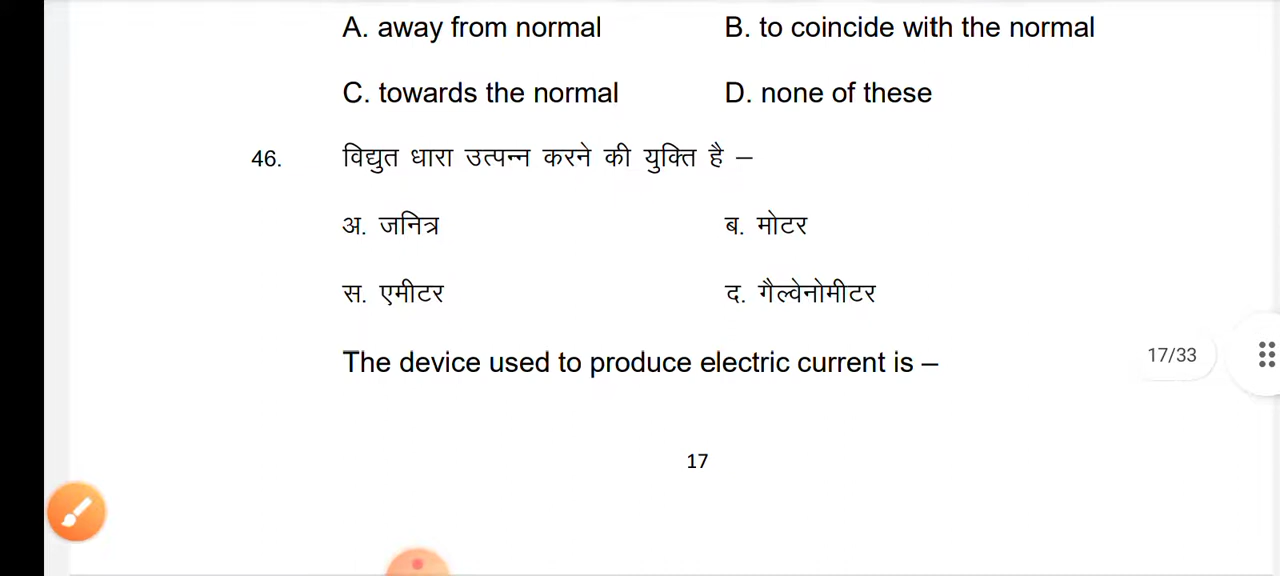 A. away from normal B. to coincide with the normal
C. towards the normal D. none of these
46. विद्युत धारा उत्पन्न करने की युक्ति है –
अ. जनित्र ब. मोटर
स. एमीटर द. गैल्वेनोमीटर
The device used to produce electric current is –
17/33
17